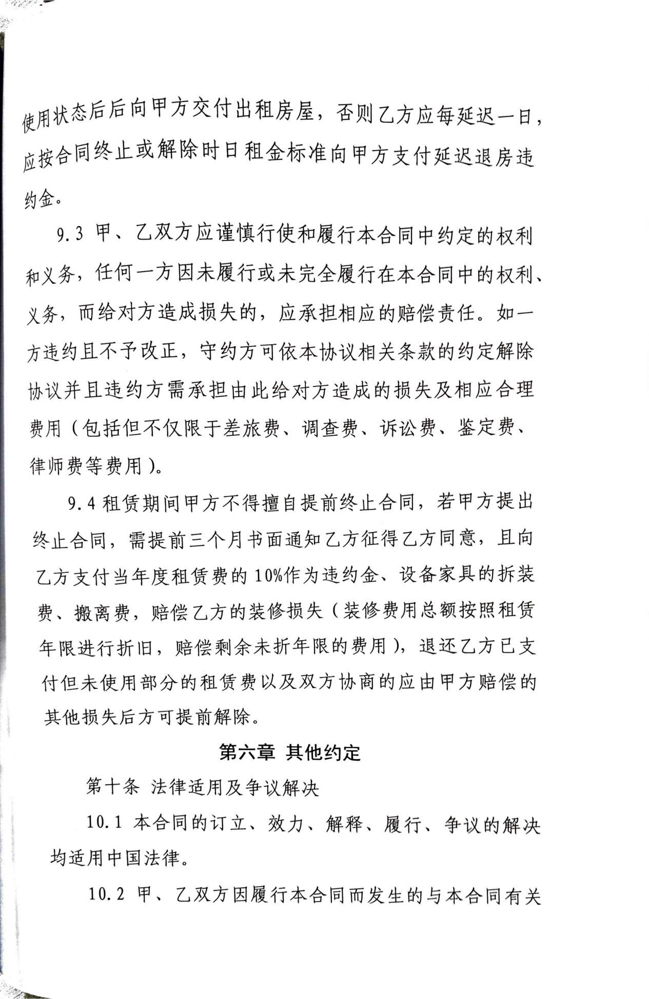 使用状态后后向甲方交付出租房屋，否则乙方应每延迟一日，
应按合同终止或解除时日租金标准向甲方支付延迟退房违
约金。
9.3 甲、乙双方应谨慎行使和履行本合同中约定的权利
和义务，任何一方因未履行或未完全履行在本合同中的权利、
义务，而给对方造成损失的，应承担相应的赔偿责任。如一
方违约且不予改正，守约方可依本协议相关条款的约定解除
协议并且违约方需承担由此给对方造成的损失及相应合理
费用（包括但不仅限于差旅费、调查费、诉讼费、鉴定费、
律师费等费用）。
9.4 租赁期间甲方不得擅自提前终止合同，若甲方提出
终止合同，需提前三个月书面通知乙方征得乙方同意，且向
乙方支付当年度租赁费的 10%作为违约金、设备家具的拆装
费、搬离费，赔偿乙方的装修损失（装修费用总额按照租赁
年限进行折旧，赔偿剩余未折年限的费用），退还乙方已支
付但未使用部分的租赁费以及双方协商的应由甲方赔偿的
其他损失后方可提前解除。
第六章 其他约定
第十条 法律适用及争议解决
10.1 本合同的订立、效力、解释、履行、争议的解决
均适用中国法律。
10.2 甲、乙双方因履行本合同而发生的与本合同有关